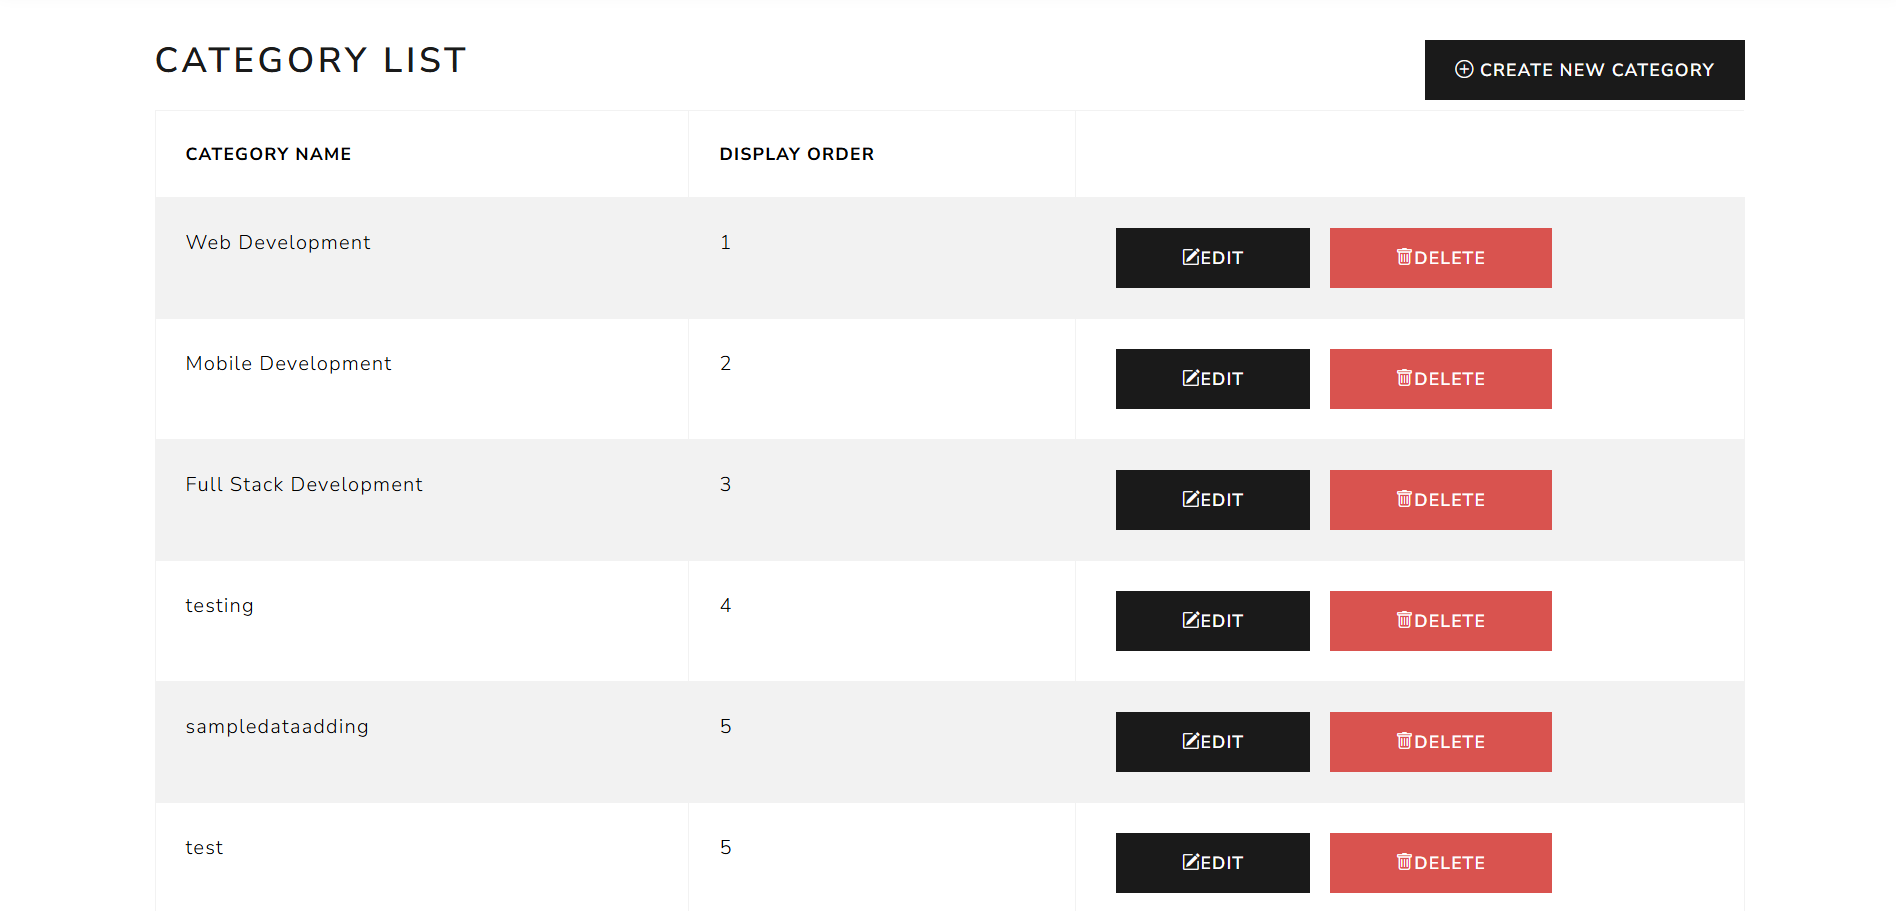 CATEGORY LIST
CREATE NEW CATEGORY
CATEGORY NAME DISPLAY ORDER
Web Development 1 EDIT DELETE
Mobile Development 2 EDIT DELETE
Full Stack Development 3 EDIT DELETE
testing 4 EDIT DELETE
sampledataadding 5 EDIT DELETE
test 5 EDIT DELETE